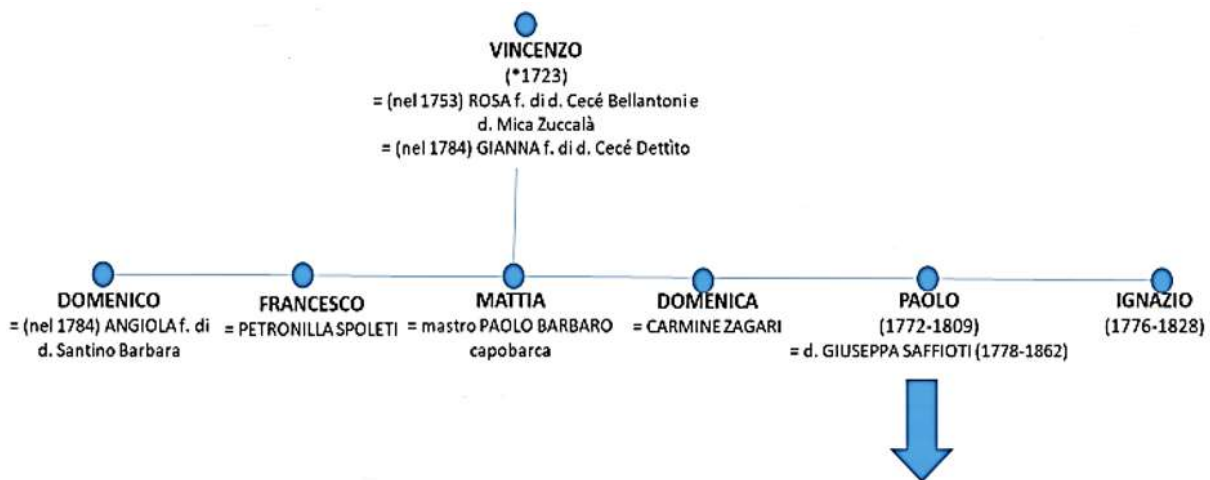 VINCENZO
(*1723)
= (nel 1753) ROSA f. di d. Cecé Bellantoni e
d. Mica Zuccalà
= (nel 1784) GIANNA f. di d. Cecé Dettìto
DOMENICO
= (nel 1784) ANGIOLA f. di
d. Santino Barbara
FRANCESCO
= PETRONILLA SPOLETI
MATTIA
= mastro PAOLO BARBARO
capobarca
DOMENICA
= CARMINE ZAGARI
PAOLO
(1772-1809)
= d. GIUSEPPA SAFFIOTI (1778-1862)
IGNAZIO
(1776-1828)